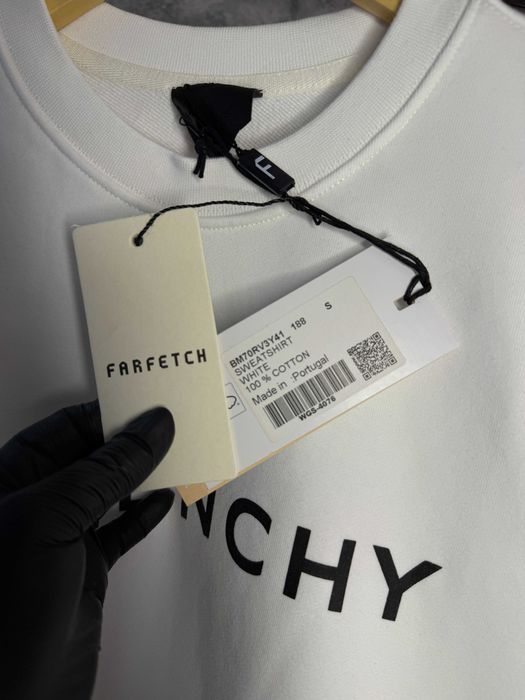 F
FARFETCH
BM70RV3Y41 188 S
SWEATSHIRT
WHITE
100 % COTTON
Made in :Portugal
WGS-4076
NCHY